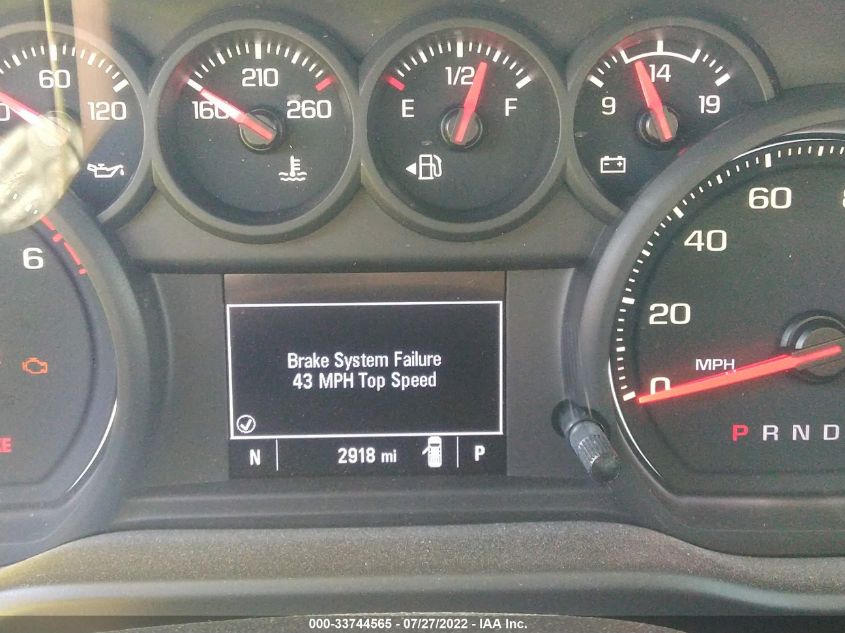 60
120
160
210
260
E
1/2
F
9
14
19
6
Brake System Failure
43 MPH Top Speed
N
2918 mi
P
0
20
40
60
MPH
P R N D
000-33744565 - 07/27/2022 - IAA Inc.